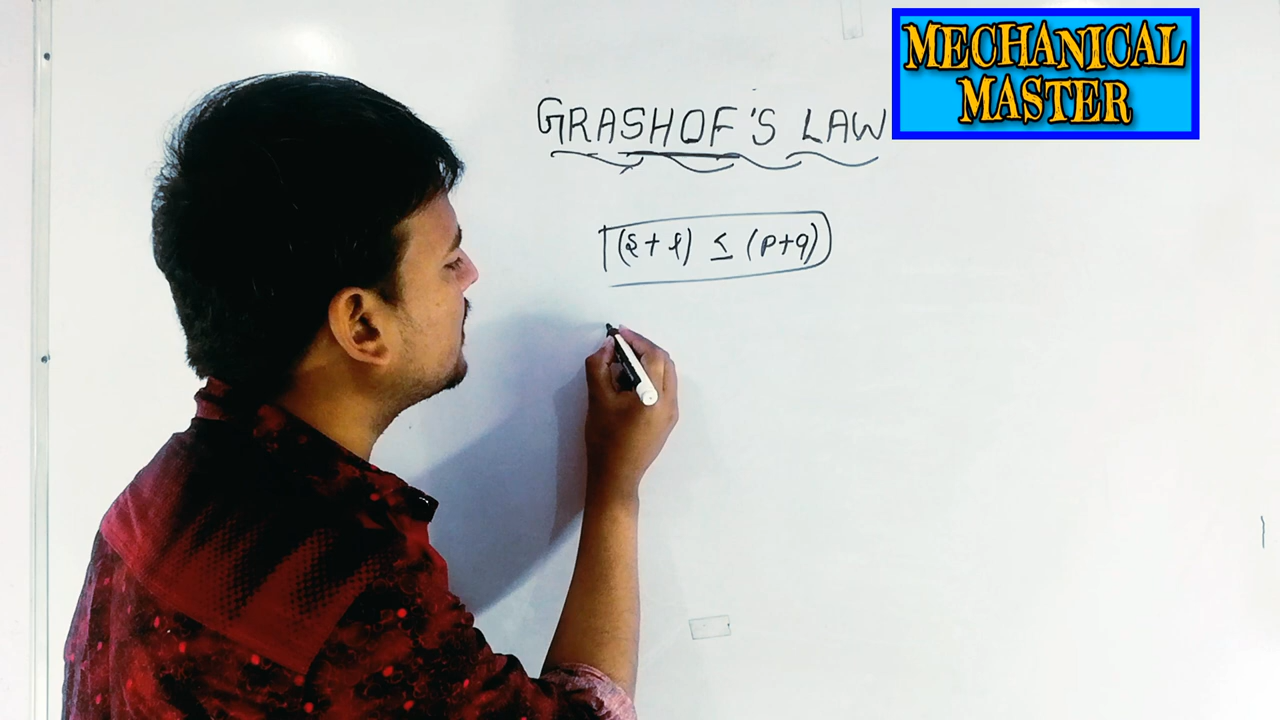 MECHANICAL
MASTER
GRASHOF'S LAW
(s + l) ≤ (p+q)